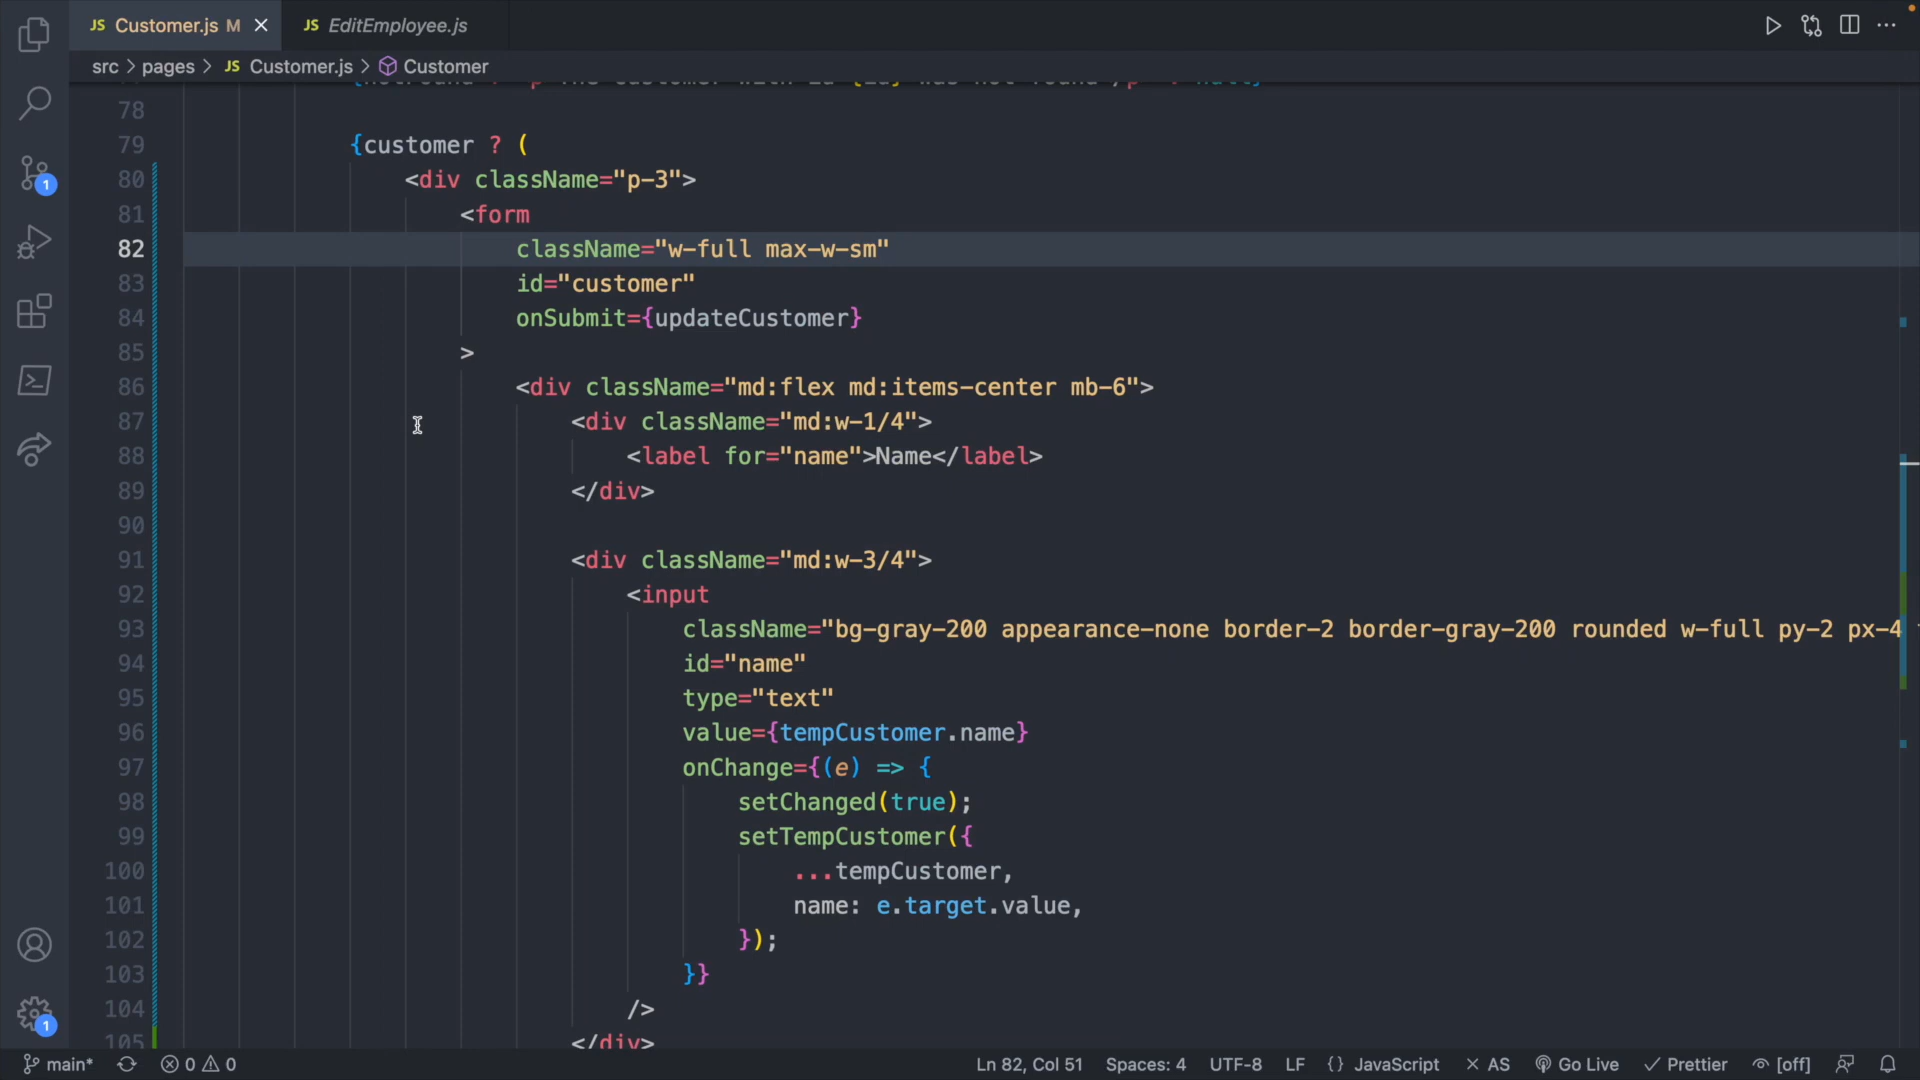 JS Customer.js M
JS EditEmployee.js
src > pages > JS Customer.js > Customer
78
79 {customer ? (
80 <div className="p-3">
81 <form
82 className="w-full max-w-sm"
83 id="customer"
84 onSubmit={updateCustomer}
85 >
86 <div className="md:flex md:items-center mb-6">
87 <div className="md:w-1/4">
88 <label for="name">Name</label>
89 </div>
90
91 <div className="md:w-3/4">
92 <input
93 className="bg-gray-200 appearance-none border-2 border-gray-200 rounded w-full py-2 px-4
94 id="name"
95 type="text"
96 value={tempCustomer.name}
97 onChange={(e) => {
98 setChanged(true);
99 setTempCustomer({
100 ...tempCustomer,
101 name: e.target.value,
102 });
103 }}
104 />
105 </div>
1
1
main* 0 0 Ln 82, Col 51 Spaces: 4 UTF-8 LF {} JavaScript × AS Go Live ✓ Prettier [off]